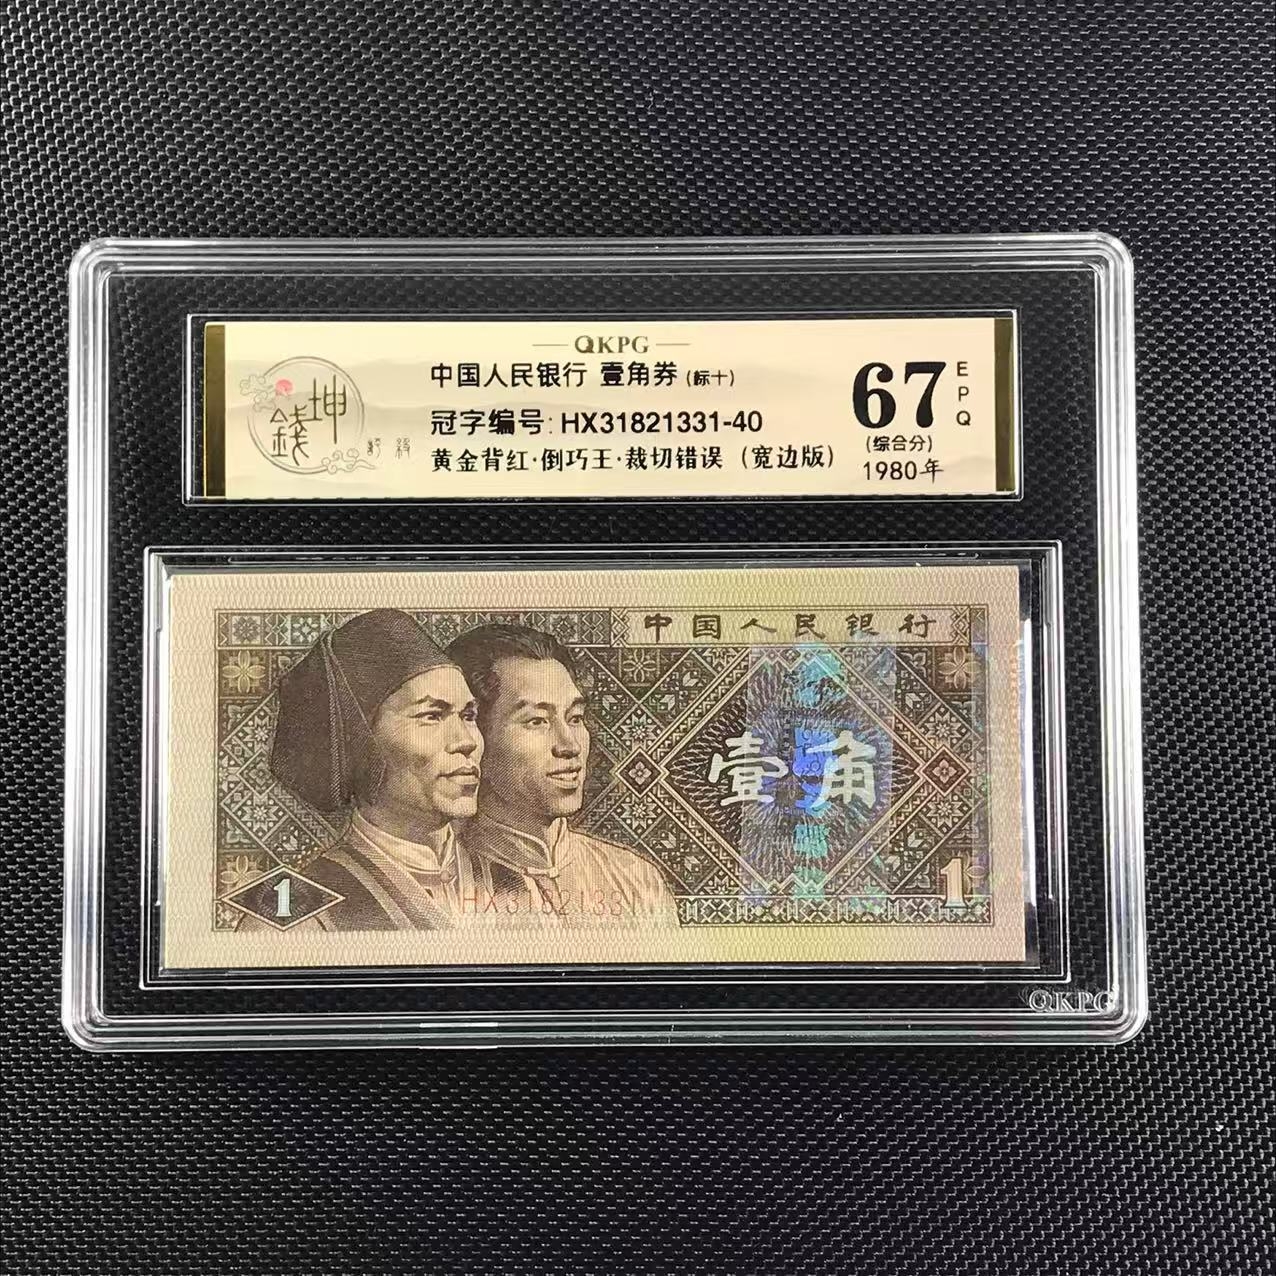 QKPG
中国人民银行 壹角券 (标十)
冠字编号: HX31821331-40
黄金背红·倒巧王·裁切错误 (宽边版)
67
EPQ
(综合分)
1980年
坤
錢
中国人民银行
壹角
1
HX31821331
1
QKPG